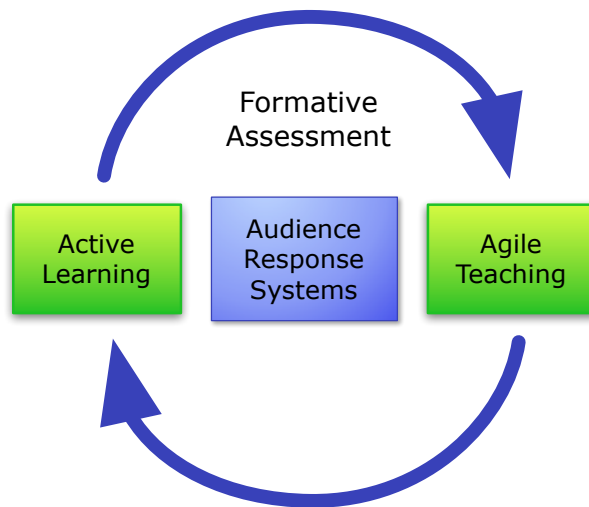 Formative
Assessment
Active
Learning
Audience
Response
Systems
Agile
Teaching